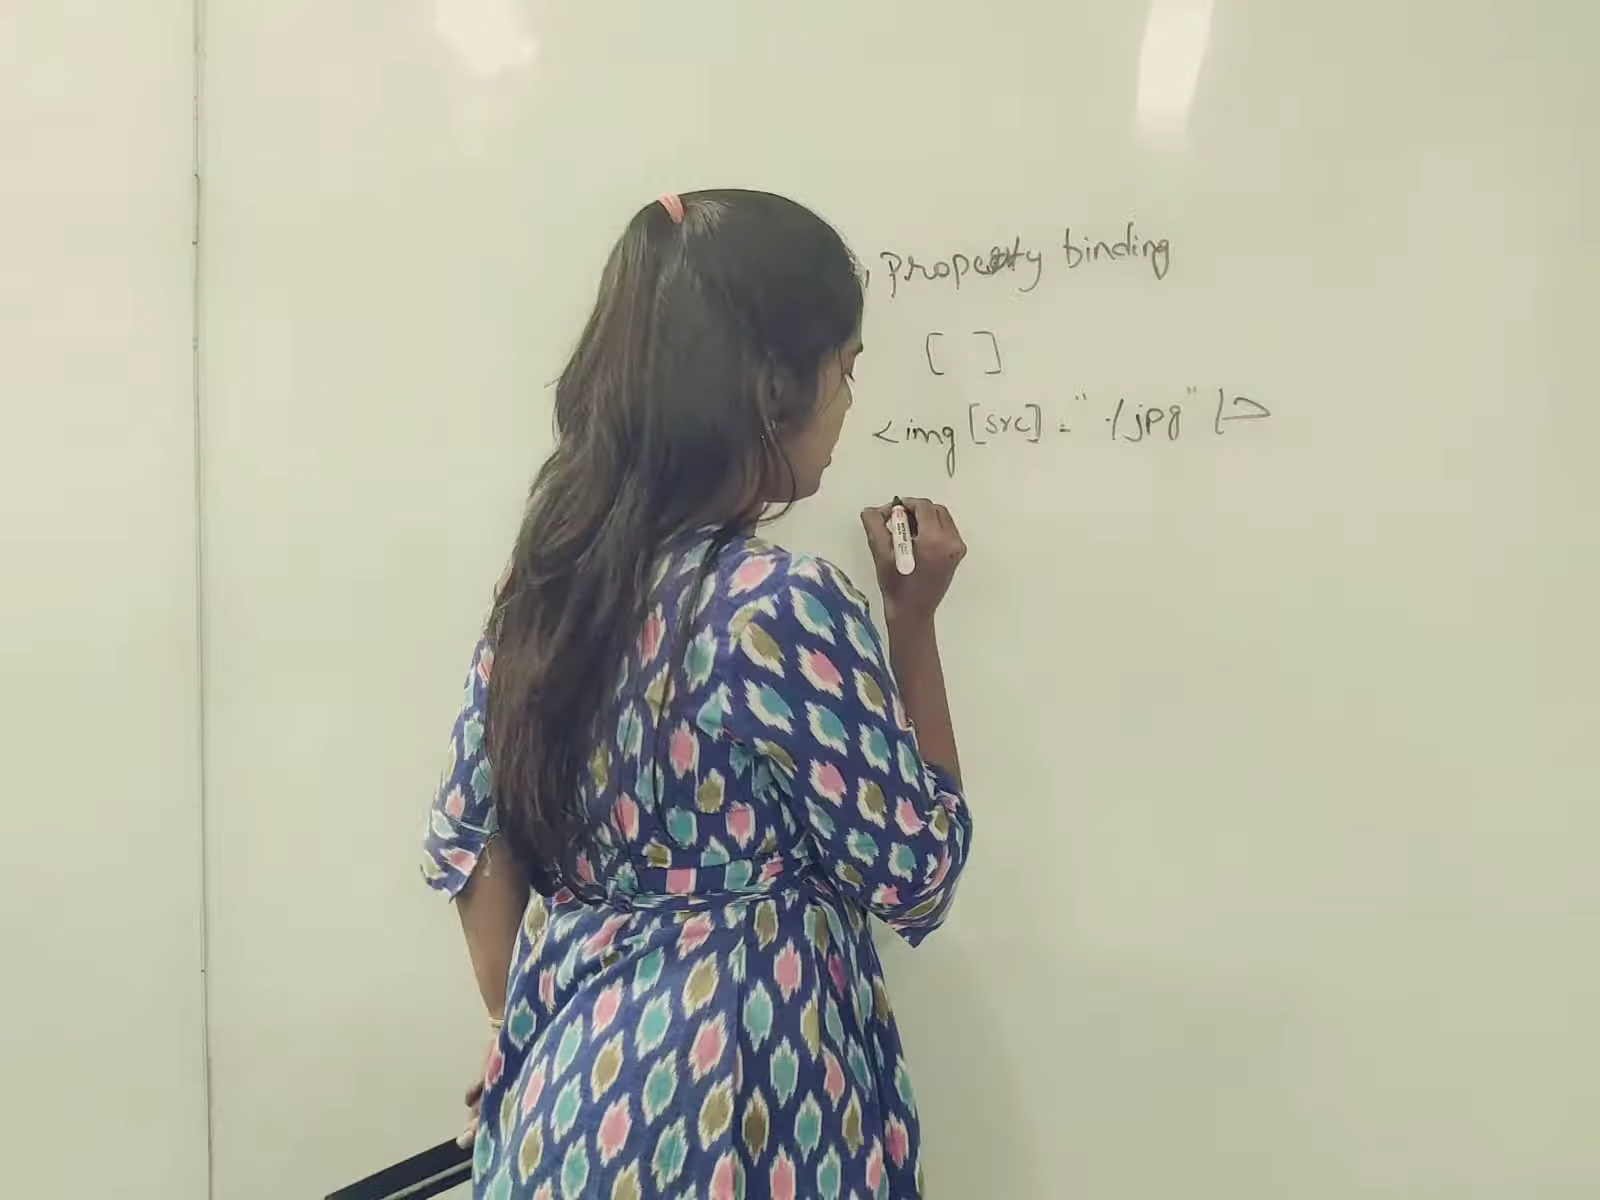 , property binding
[ ]
<img [src] = "./jpg" />